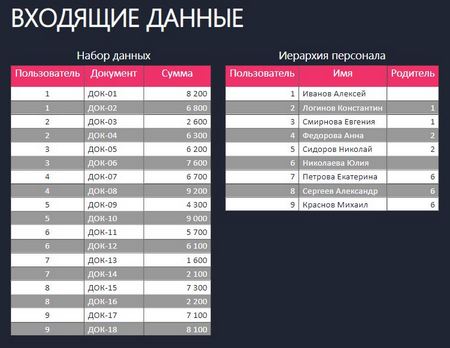 ВХОДЯЩИЕ ДАННЫЕ
Набор данных
Пользователь Документ Сумма
1 ДОК-01 8 200
1 ДОК-02 6 800
2 ДОК-03 2 600
2 ДОК-04 6 300
3 ДОК-05 6 200
3 ДОК-06 7 600
4 ДОК-07 6 700
4 ДОК-08 9 200
5 ДОК-09 4 300
5 ДОК-10 9 000
6 ДОК-11 5 700
6 ДОК-12 6 100
7 ДОК-13 1 600
7 ДОК-14 2 100
8 ДОК-15 7 300
8 ДОК-16 2 200
9 ДОК-17 7 100
9 ДОК-18 8 100
Иерархия персонала
Пользователь Имя Родитель
1 Иванов Алексей
2 Логинов Константин 1
3 Смирнова Евгения 1
4 Федорова Анна 2
5 Сидоров Николай 2
6 Николаева Юлия
7 Петрова Екатерина 6
8 Сергеев Александр 6
9 Краснов Михаил 6